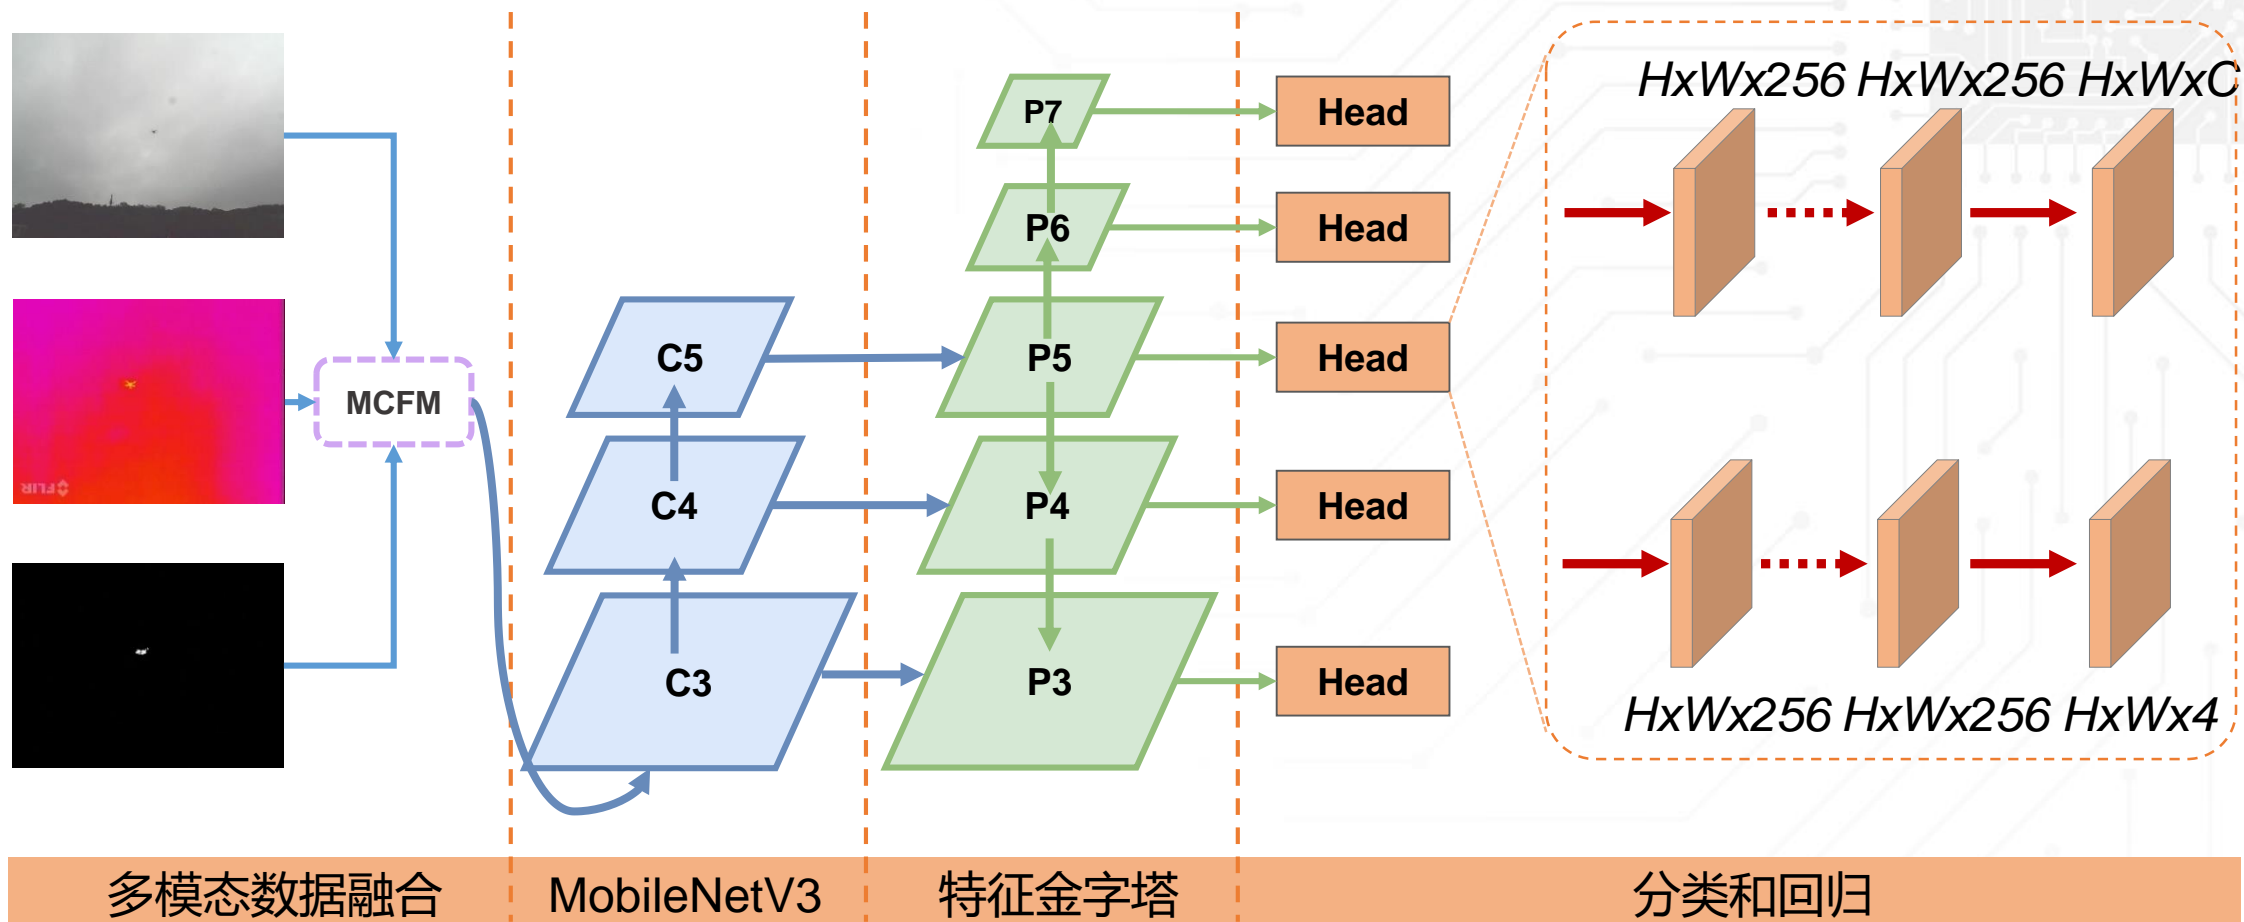 HxWx256 HxWx256 HxWxC
P7
Head
P6
Head
C5
P5
Head
MCFM
C4
P4
Head
FLIR
C3
P3
Head
HxWx256 HxWx256 HxWx4
多模态数据融合
MobileNetV3
特征金字塔
分类和回归